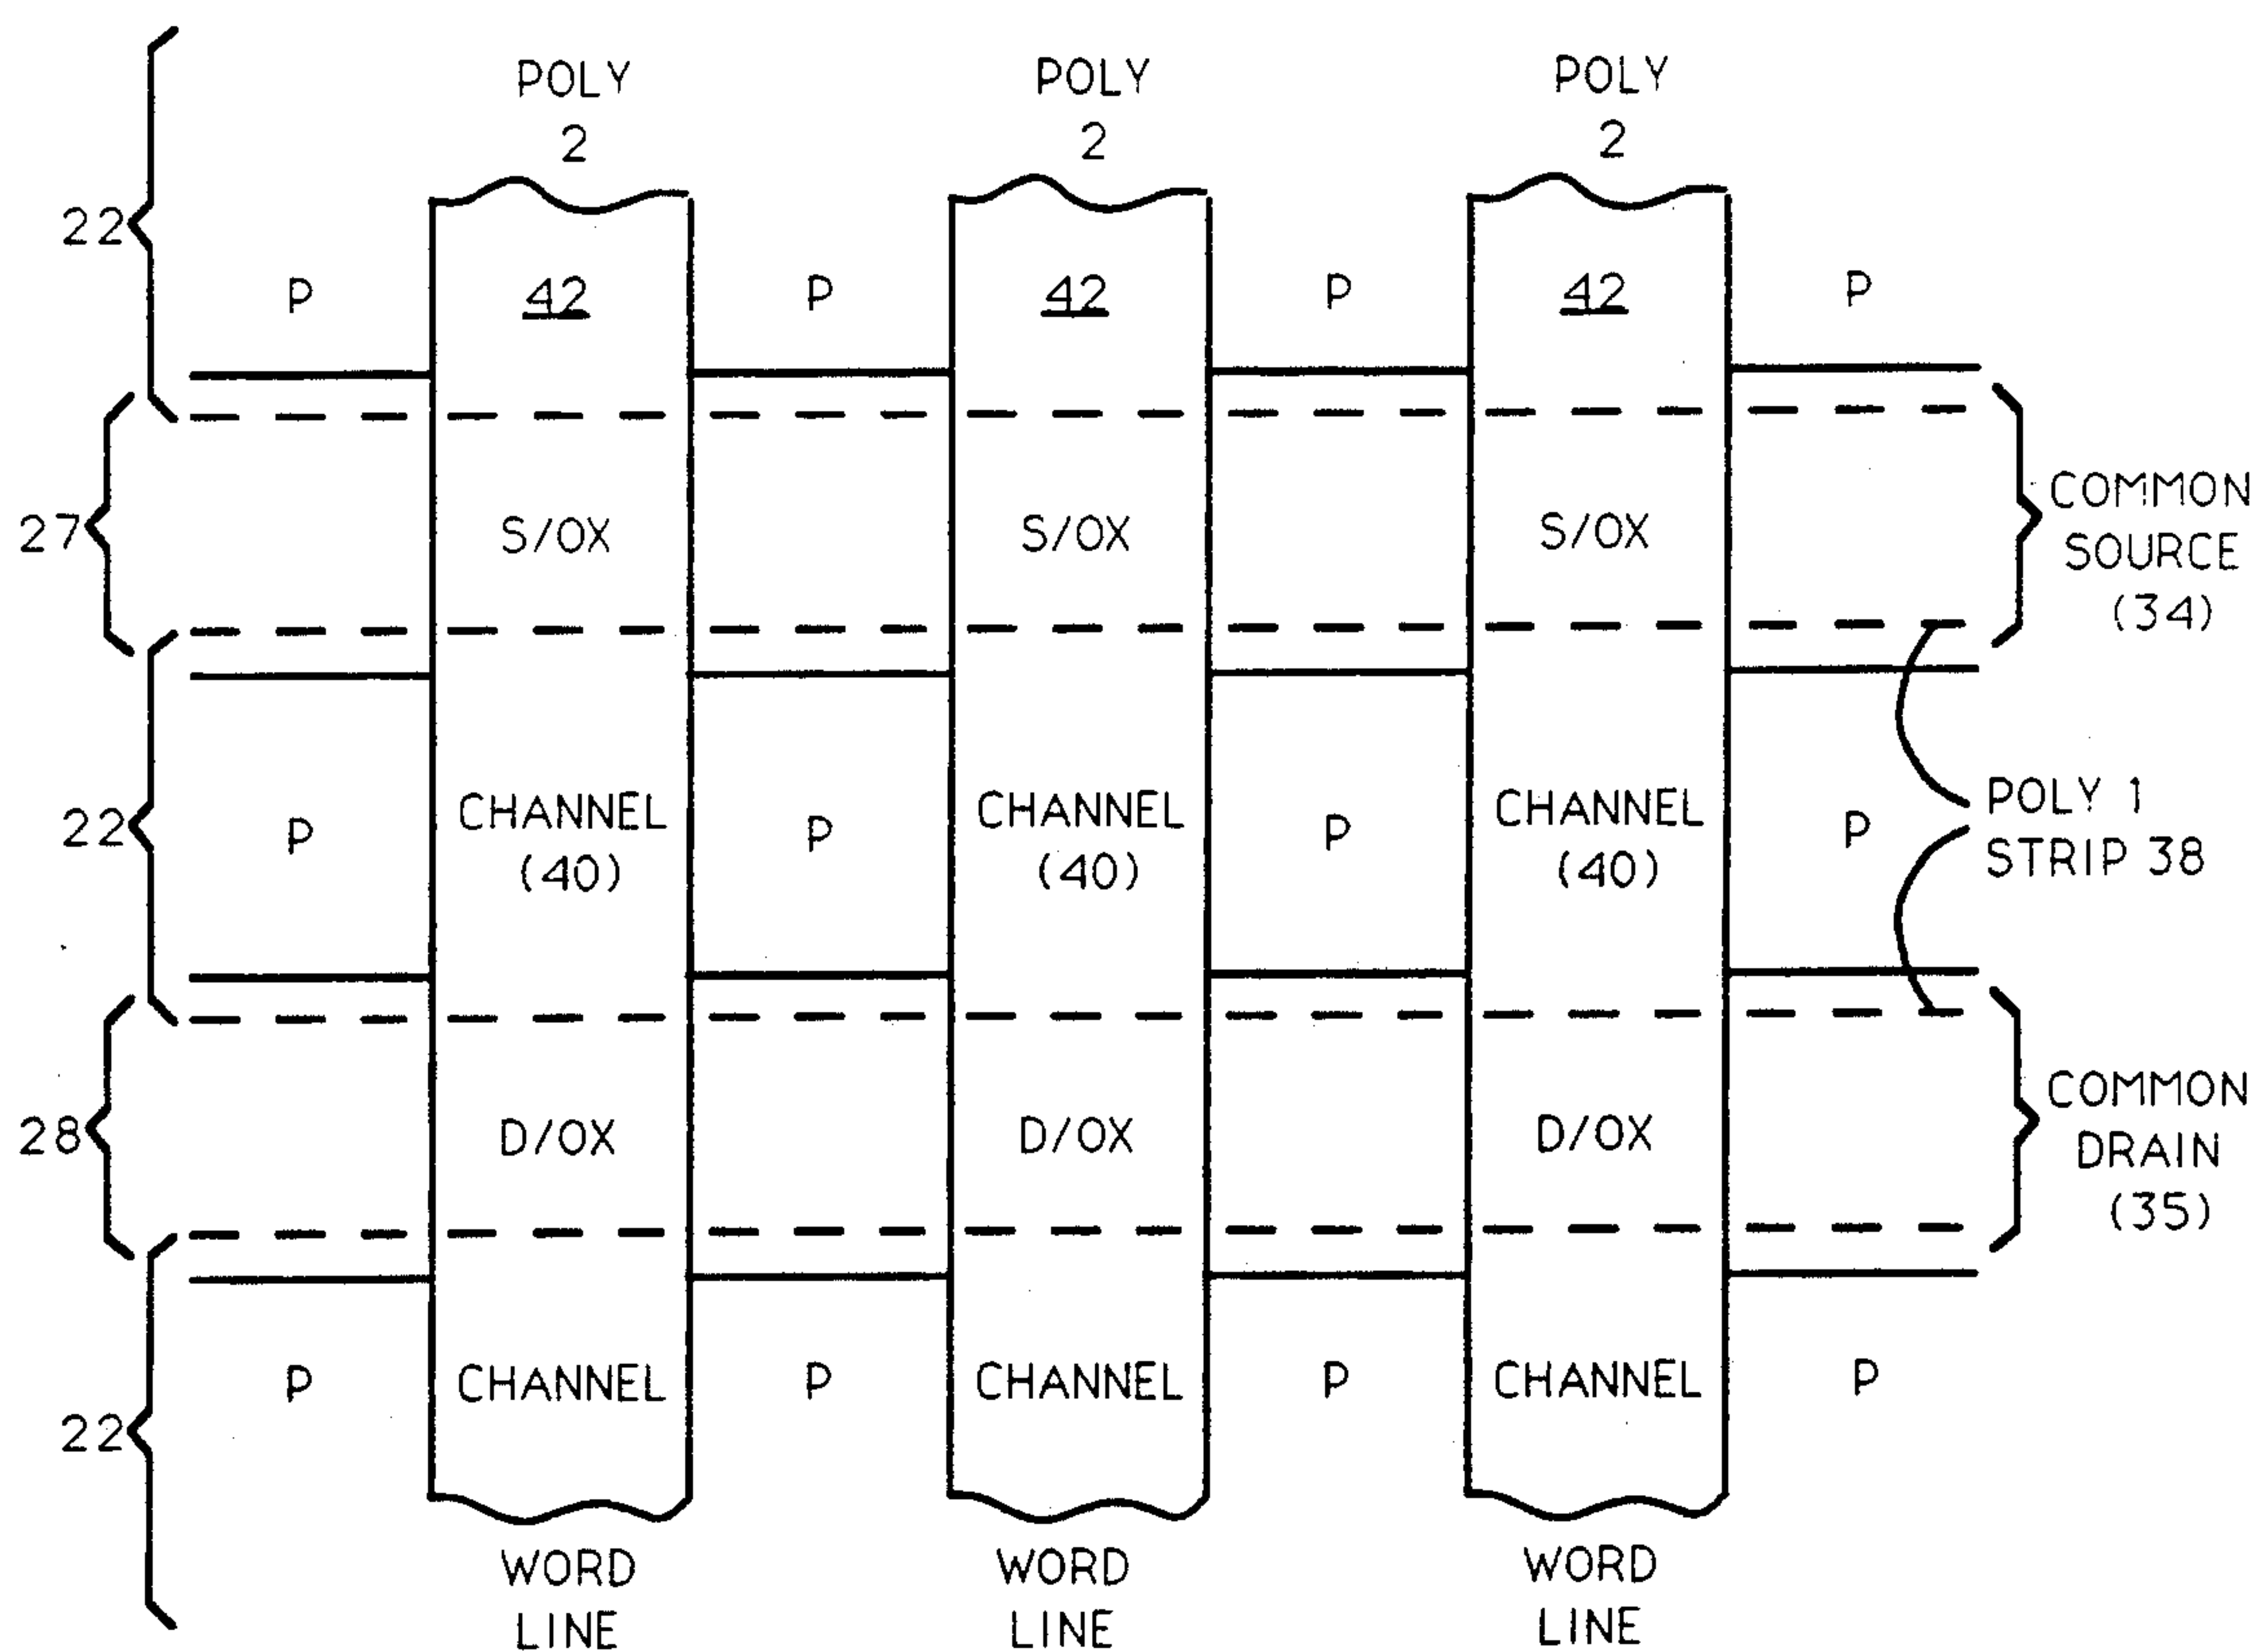 POLY POLY POLY
2 2 2
22
P 42 P 42 P 42 P
27 S/OX S/OX S/OX
COMMON
SOURCE
(34)
22 P CHANNEL P CHANNEL P CHANNEL P
(40) (40) (40)
POLY 1
STRIP 38
28 D/OX D/OX D/OX
COMMON
DRAIN
(35)
P CHANNEL P CHANNEL P CHANNEL P
22
WORD WORD WORD
LINE LINE LINE